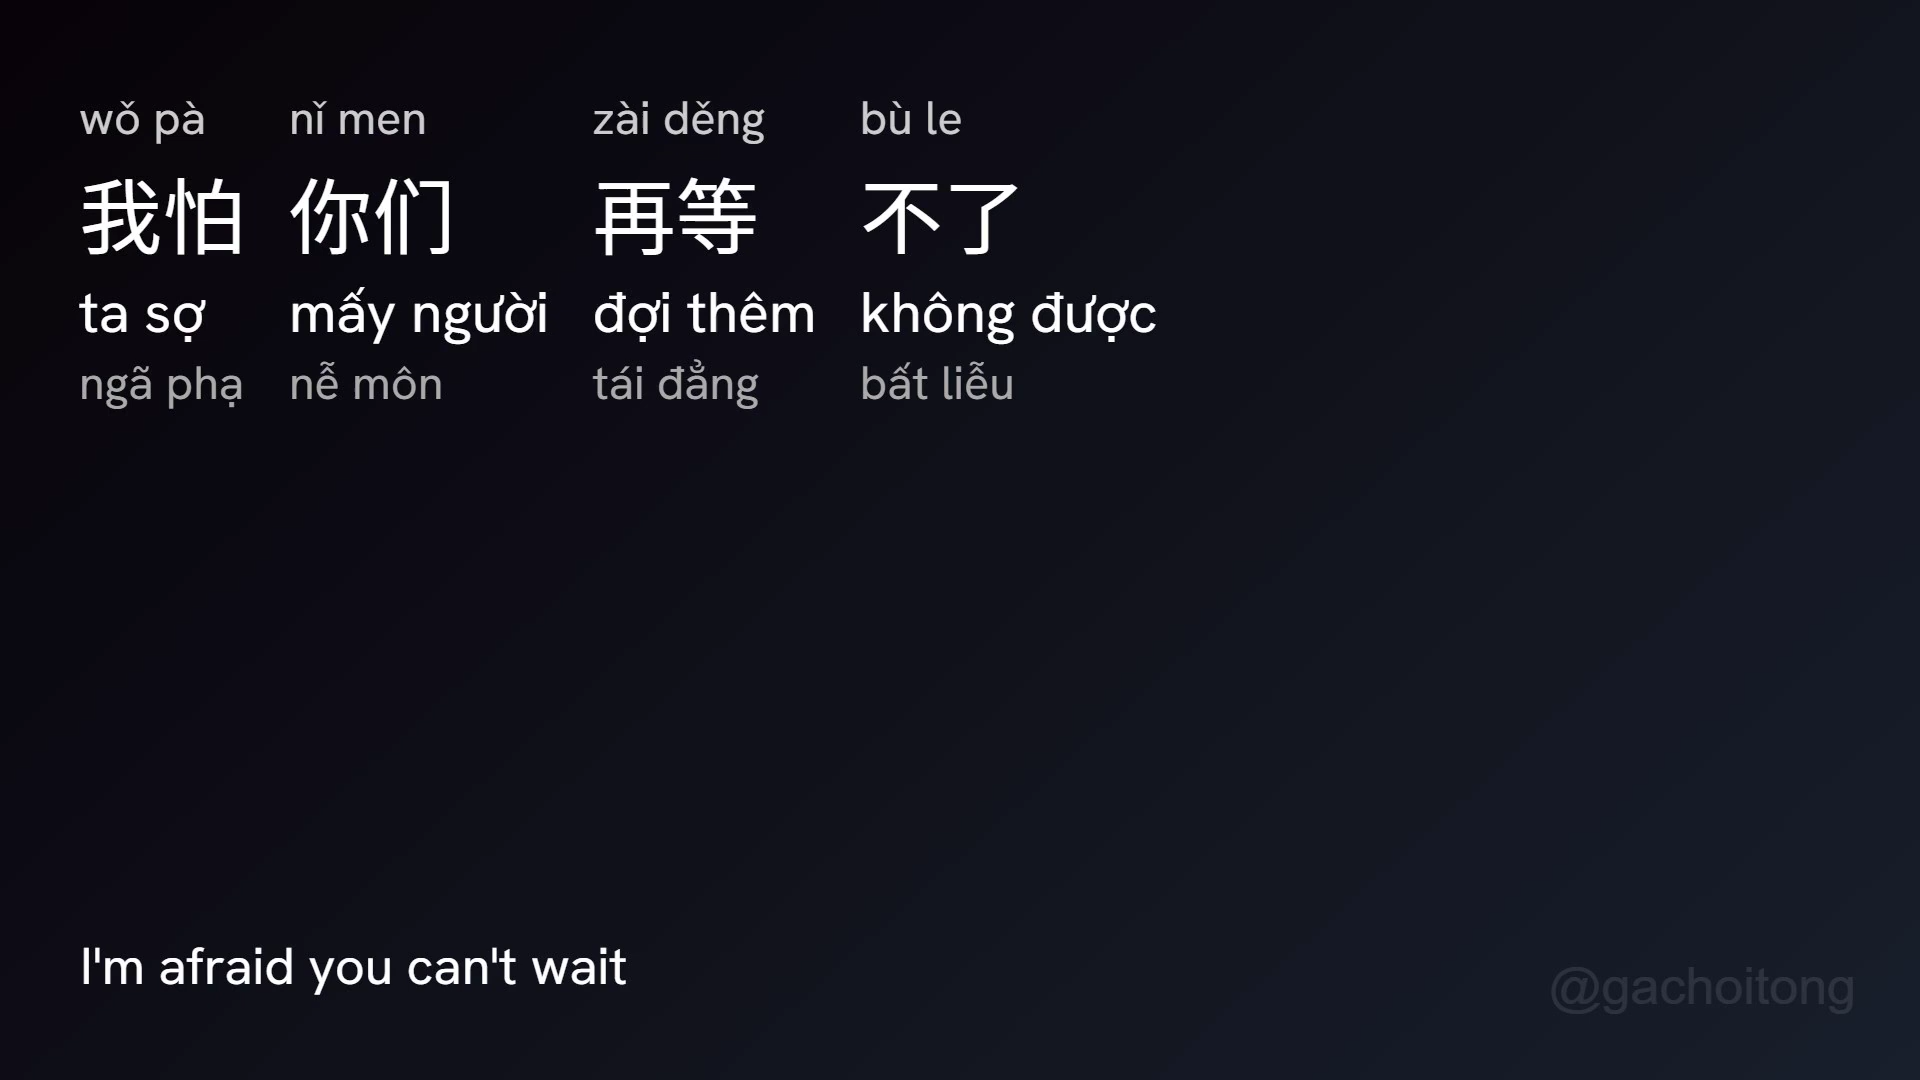 wǒ pà nǐ men zài děng bù le
我怕 你们 再等 不了
ta sợ mấy người đợi thêm không được
ngã phạ nễ môn tái đẳng bất liễu
I'm afraid you can't wait
@gachoitong